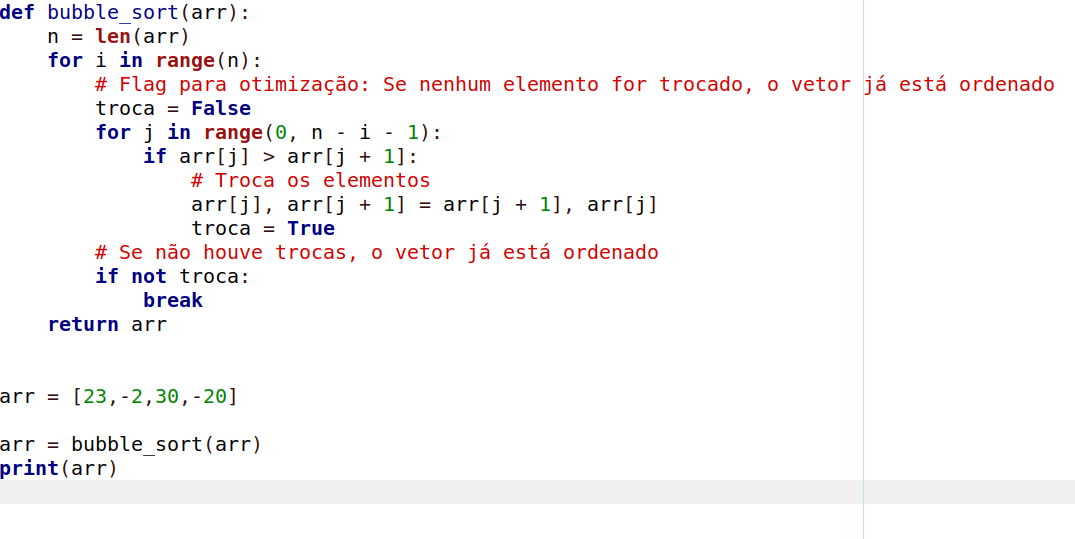 def bubble_sort(arr):
    n = len(arr)
    for i in range(n):
        # Flag para otimização: Se nenhum elemento for trocado, o vetor já está ordenado
        troca = False
        for j in range(0, n - i - 1):
            if arr[j] > arr[j + 1]:
                # Troca os elementos
                arr[j], arr[j + 1] = arr[j + 1], arr[j]
                troca = True
        # Se não houve trocas, o vetor já está ordenado
        if not troca:
            break
    return arr


arr = [23,-2,30,-20]

arr = bubble_sort(arr)
print(arr)